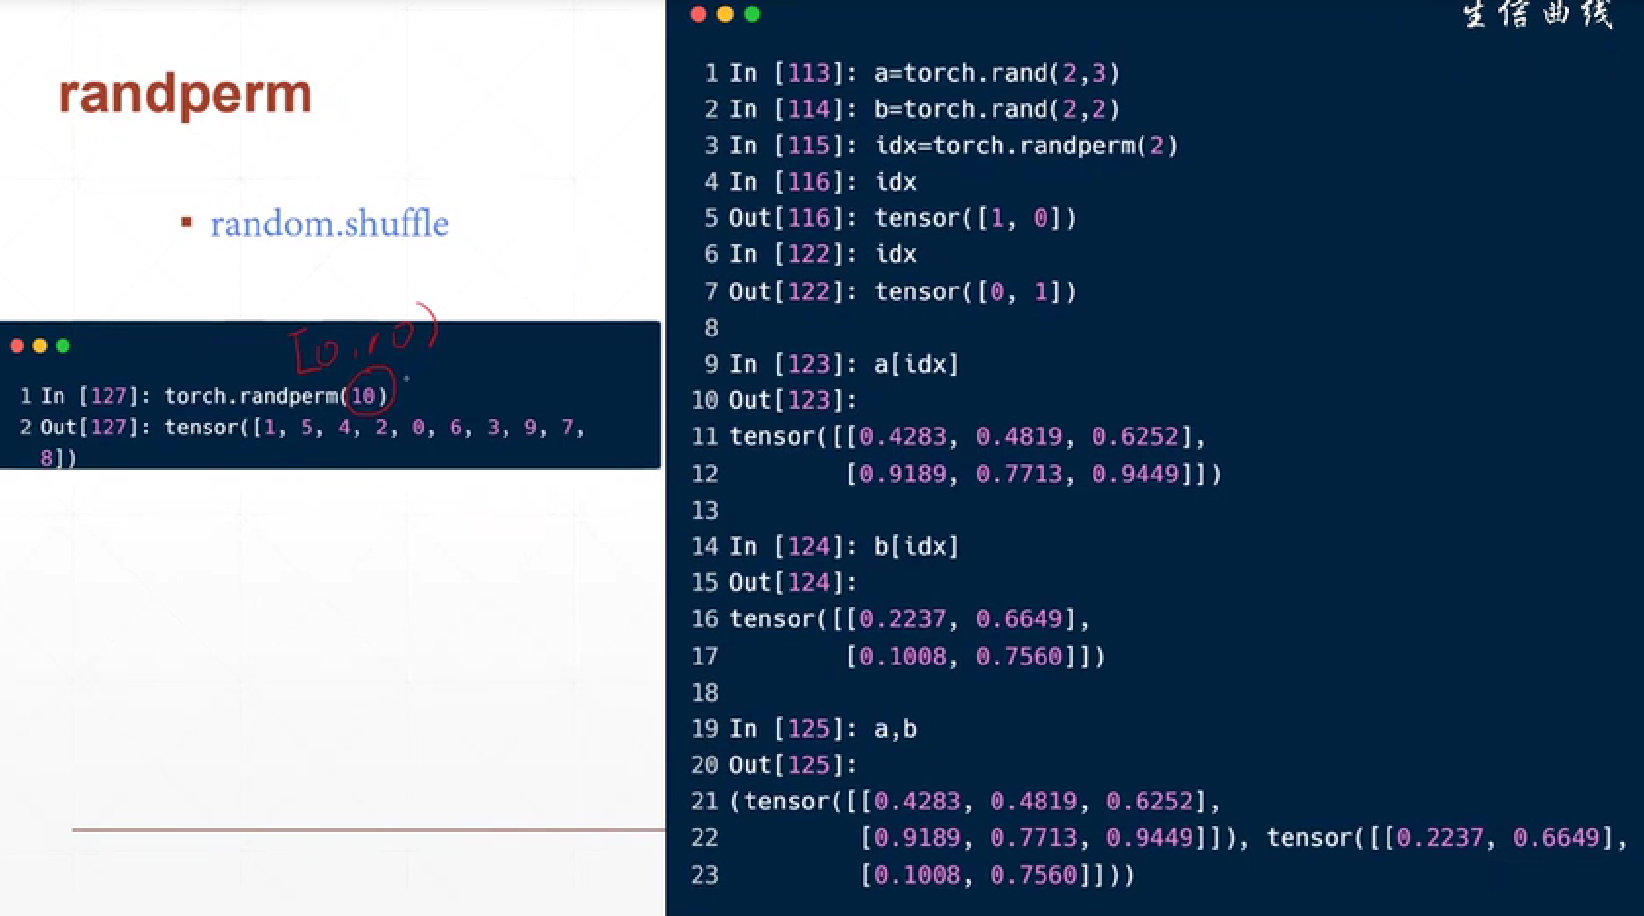 randperm
random.shuffle
[0,10)
1 In [127]: torch.randperm(10)
2 Out[127]: tensor([1, 5, 4, 2, 0, 6, 3, 9, 7,
8])
生信曲线
1 In [113]: a=torch.rand(2,3)
2 In [114]: b=torch.rand(2,2)
3 In [115]: idx=torch.randperm(2)
4 In [116]: idx
5 Out[116]: tensor([1, 0])
6 In [122]: idx
7 Out[122]: tensor([0, 1])
8
9 In [123]: a[idx]
10 Out[123]:
11 tensor([[0.4283, 0.4819, 0.6252],
12         [0.9189, 0.7713, 0.9449]])
13
14 In [124]: b[idx]
15 Out[124]:
16 tensor([[0.2237, 0.6649],
17         [0.1008, 0.7560]])
18
19 In [125]: a,b
20 Out[125]:
21 (tensor([[0.4283, 0.4819, 0.6252],
22          [0.9189, 0.7713, 0.9449]]), tensor([[0.2237, 0.6649],
23          [0.1008, 0.7560]]))